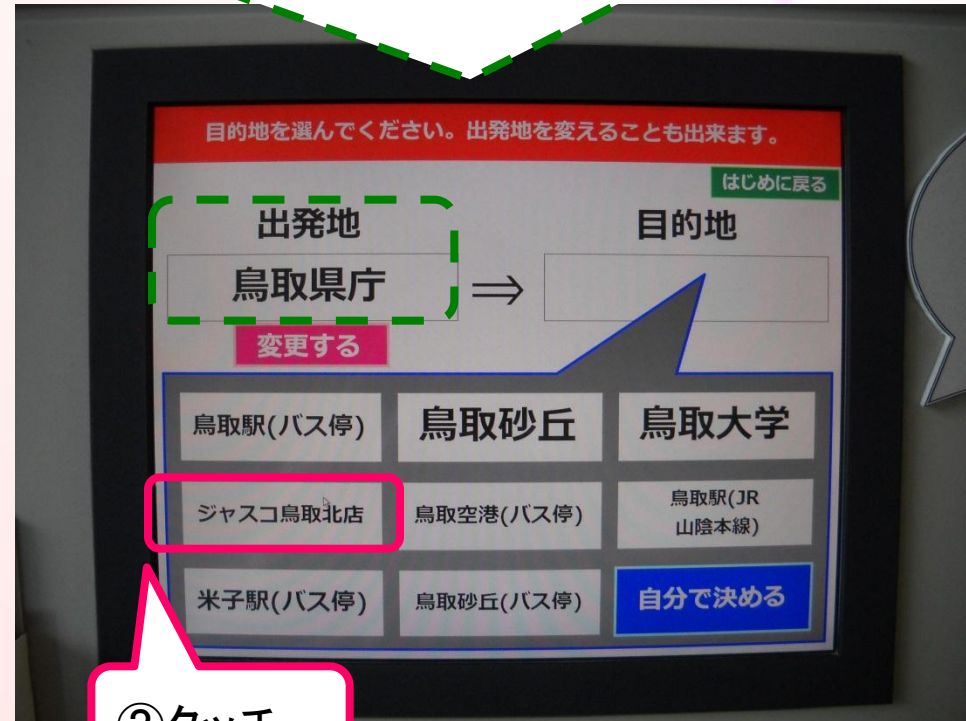 目的地を選んでください。出発地を変えることも出来ます。
はじめに戻る
出発地
目的地
鳥取県庁
⇒
変更する
鳥取駅(バス停)
鳥取砂丘
鳥取大学
ジャスコ鳥取北店
鳥取空港(バス停)
鳥取駅(JR
山陰本線)
米子駅(バス停)
鳥取砂丘(バス停)
自分で決める
②タッチ